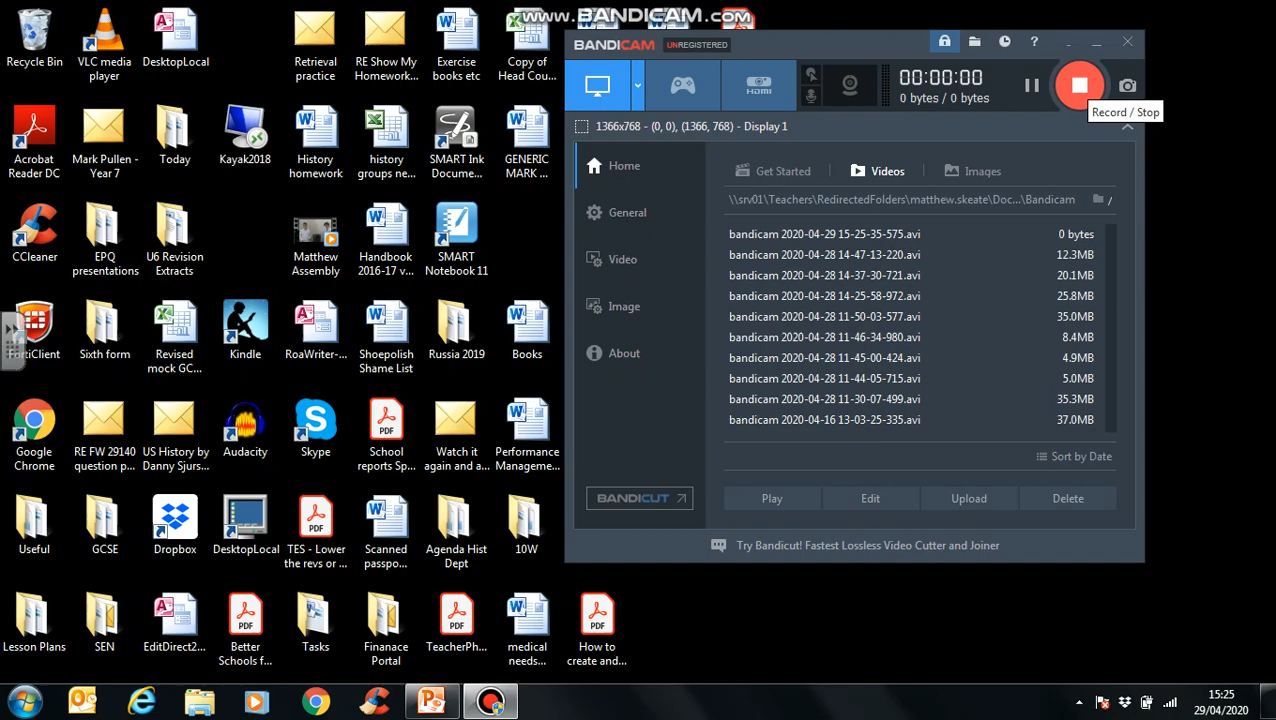 www.BANDICAM.com
BANDICAM UNREGISTERED
00:00:00
0 bytes / 0 bytes
Record / Stop
1366x768 - (0, 0), (1366, 768) - Display 1
Home
General
Video
Image
About
BANDICUT
Get Started
Videos
Images
\\srv01\Teachers\RedirectedFolders\matthew.skeate\Doc...\Bandicam
bandicam 2020-04-29 15-25-35-575.avi 0 bytes
bandicam 2020-04-28 14-47-13-220.avi 12.3MB
bandicam 2020-04-28 14-37-30-721.avi 20.1MB
bandicam 2020-04-28 14-25-38-972.avi 25.8MB
bandicam 2020-04-28 11-50-03-577.avi 35.0MB
bandicam 2020-04-28 11-46-34-980.avi 8.4MB
bandicam 2020-04-28 11-45-00-424.avi 4.9MB
bandicam 2020-04-28 11-44-05-715.avi 5.0MB
bandicam 2020-04-28 11-30-07-499.avi 35.3MB
bandicam 2020-04-28 11-03-25-335.avi 37.0MB
Sort by Date
Play Edit Upload Delete
Try Bandicut! Fastest Lossless Video Cutter and Joiner
Recycle Bin
VLC media
player
DesktopLocal
Retrieval
practice
RE Show My
Homework...
Exercise
books etc
Copy of
Head Cou...
Acrobat
Reader DC
Mark Pullen -
Year 7
Today
Kayak2018
History
homework
history
groups ne...
SMART Ink
Docume...
GENERIC
MARK ...
CCleaner
EPQ
presentations
U6 Revision
Extracts
Matthew
Assembly
Handbook
2016-17 v...
SMART
Notebook 11
FortiClient
Sixth form
Revised
mock GC...
Kindle
RoaWriter-...
Shoepolish
Shame List
Russia 2019
Books
Google
Chrome
RE FW 29140
question p...
US History by
Danny Sjurs...
Audacity
Skype
School
reports Sp...
Watch it
again and a...
Performance
Manageme...
Useful
GCSE
Dropbox
DesktopLocal
TES - Lower
the revs or ...
Scanned
passpo...
Agenda Hist
Dept
10W
Lesson Plans
SEN
EditDirect2...
Better
Schools f...
Tasks
Finanace
Portal
TeacherPh...
medical
needs...
How to
create and...
15:25
29/04/2020